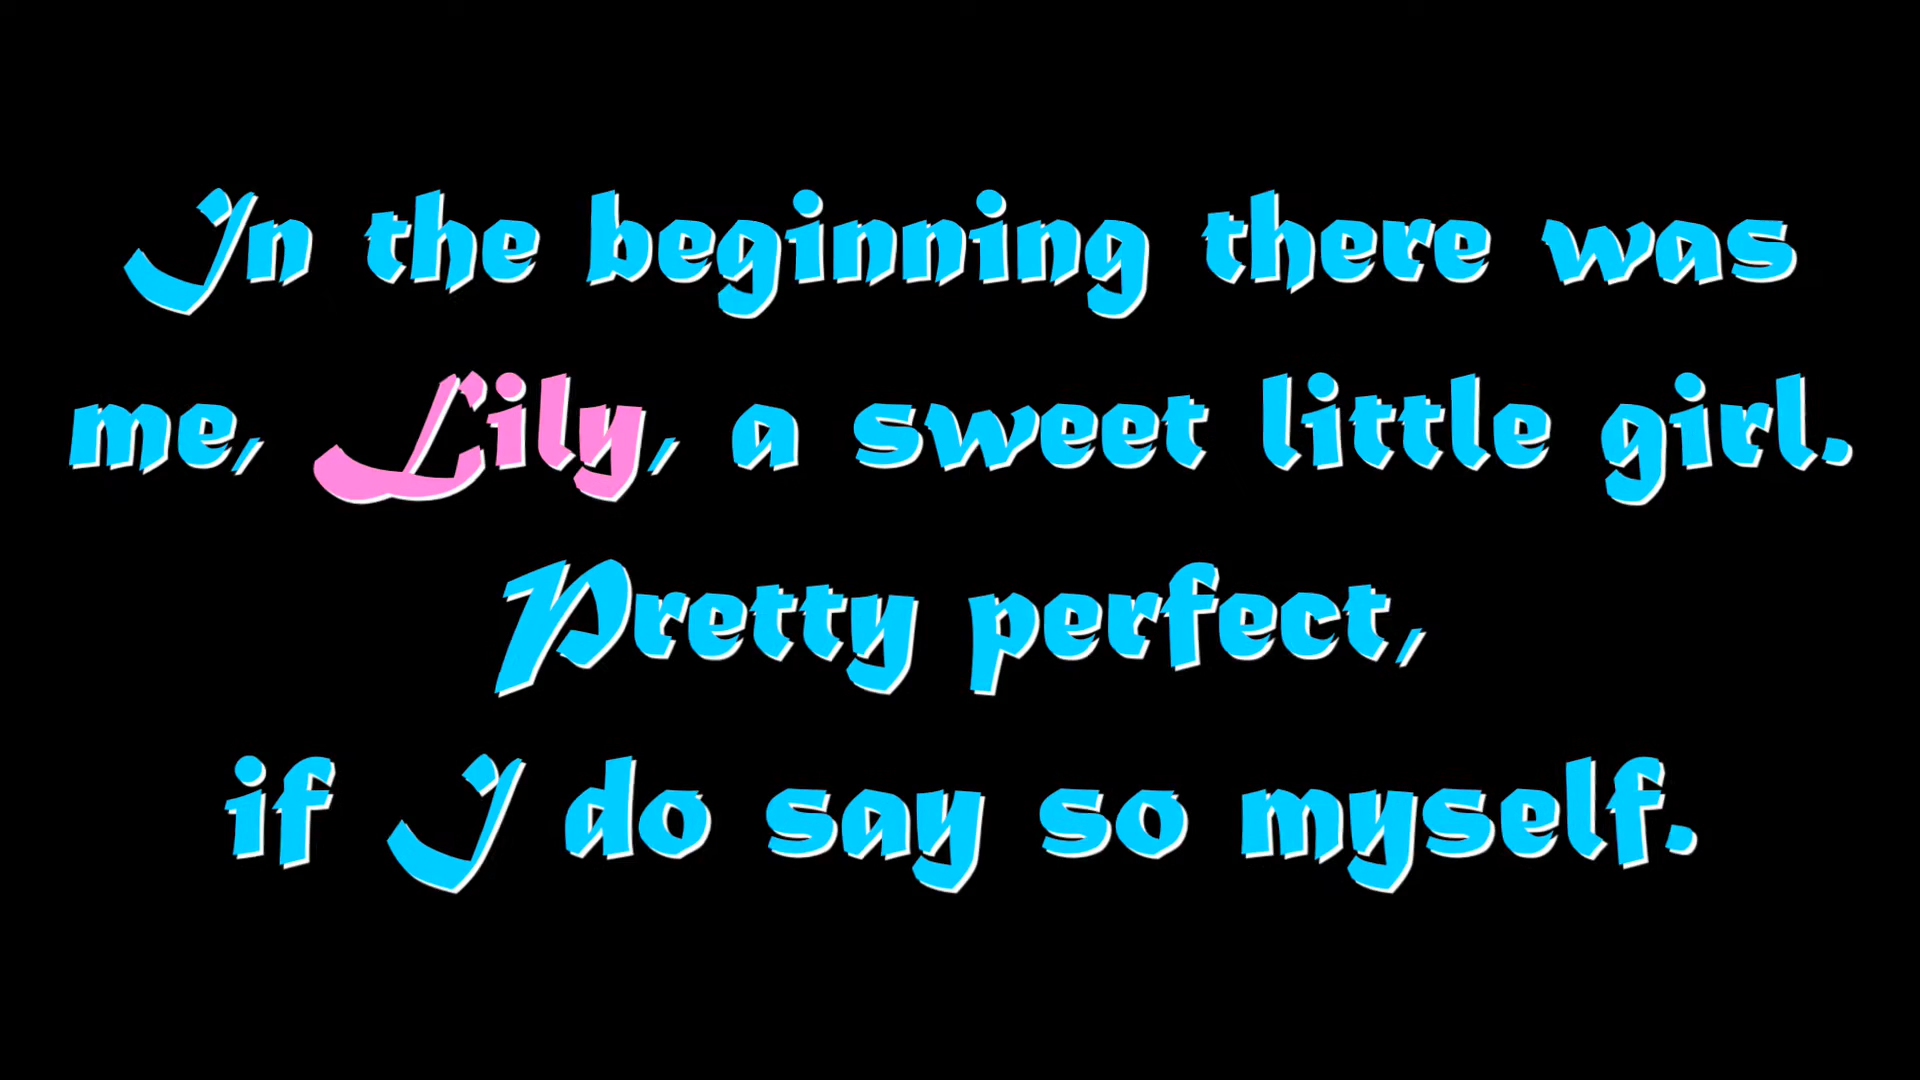 In the beginning there was
me, Lily, a sweet little girl.
Pretty perfect,
if I do say so myself.